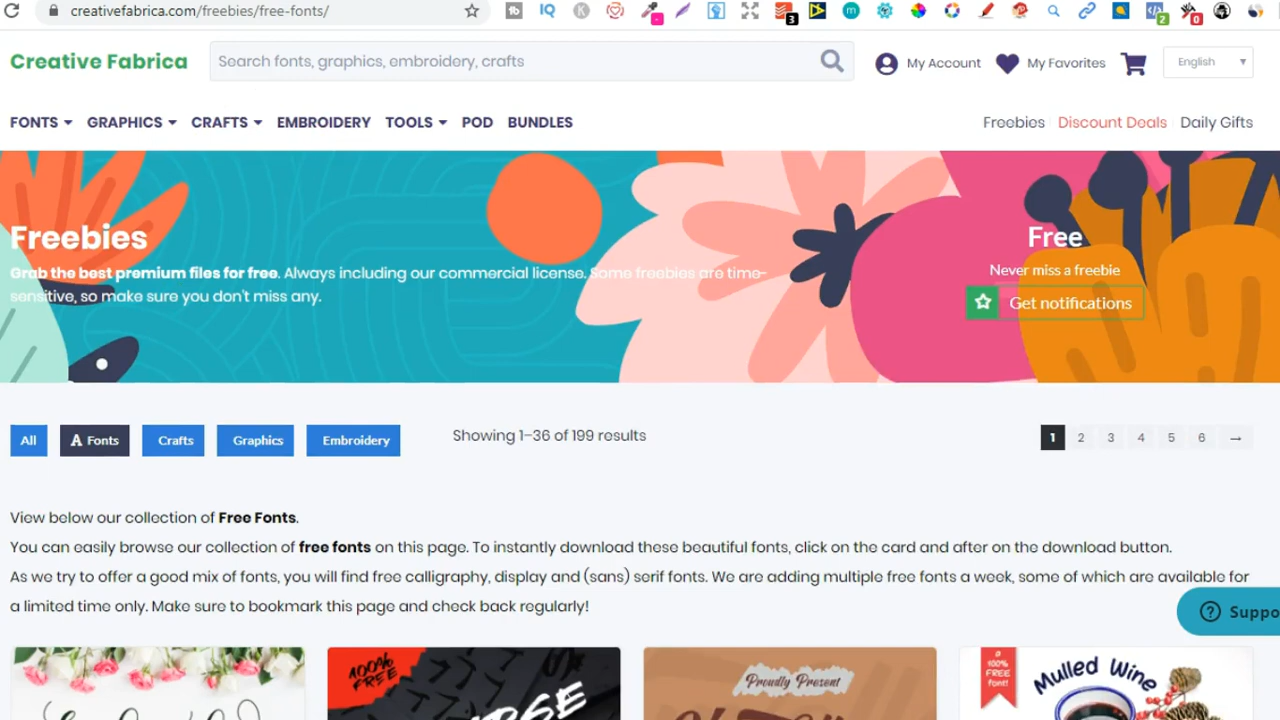 creativefabrica.com/freebies/free-fonts/
3
2
0
Creative Fabrica
Search fonts, graphics, embroidery, crafts
My Account
My Favorites
English
FONTS GRAPHICS CRAFTS EMBROIDERY TOOLS POD BUNDLES
Freebies Discount Deals Daily Gifts
Freebies
Grab the best premium files for free. Always including our commercial license. Some freebies are time-
sensitive, so make sure you don't miss any.
Free
Never miss a freebie
Get notifications
All
A Fonts
Crafts
Graphics
Embroidery
Showing 1–36 of 199 results
1 2 3 4 5 6 →
View below our collection of Free Fonts.
You can easily browse our collection of free fonts on this page. To instantly download these beautiful fonts, click on the card and after on the download button.
As we try to offer a good mix of fonts, you will find free calligraphy, display and (sans) serif fonts. We are adding multiple free fonts a week, some of which are available for
a limited time only. Make sure to bookmark this page and check back regularly!
Suppo
100%
FREE
Proudly Present
a
100%
FREE
font!
Mulled Wine